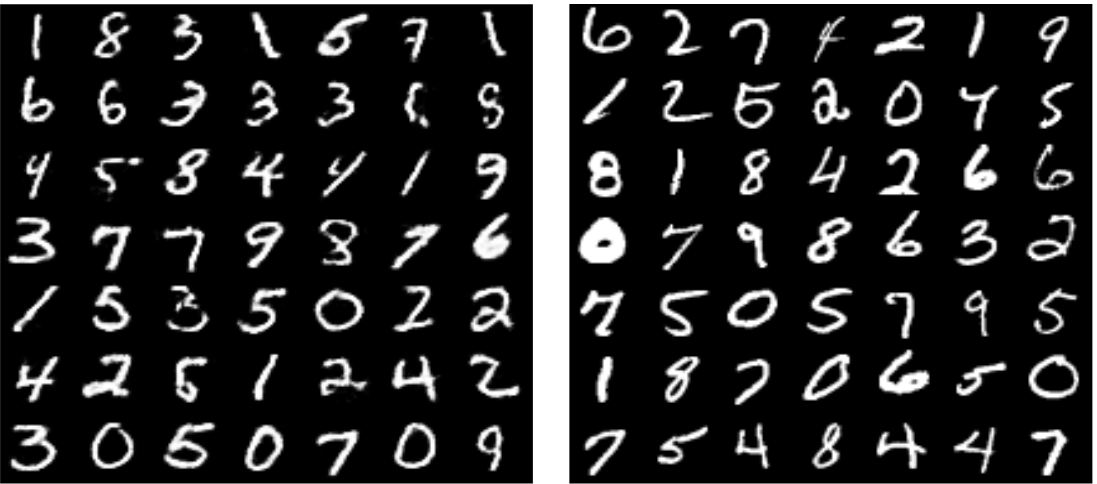 1 8 3 1 6 7 1
6 6 3 3 3
4 5 8 4 4 1 9
3 7 7 9 8 7 6
1 5 3 5 0 2 2
4 2 5 1 2 4 2
3 0 5 0 7 0 9
6 2 7 4 2 1 9
1 2 5 2 0 4 5
8 1 8 4 2 6 6
0 7 9 8 6 3 2
7 5 0 5 7 9 5
1 8 7 0 6 5 0
7 5 4 8 4 4 7